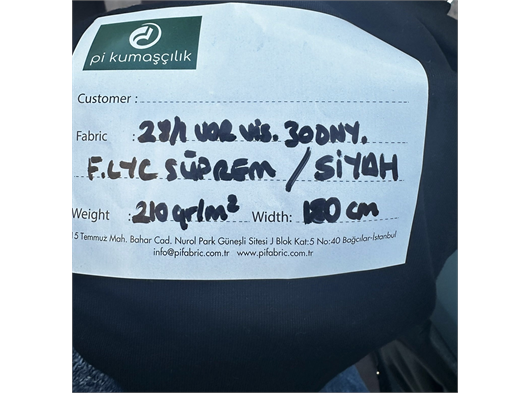 pi kumaşçılık
Customer :
Fabric : 28/1 VOR VİS. 30DNY.
F.LYC SÜPREM / SİYAH
Weight : 210 gr/m² Width: 180 cm
15 Temmuz Mah. Bahar Cad. Nurol Park Güneşli Sitesi J Blok Kat:5 No:40 Bağcılar-İstanbul
info@pifabric.com.tr www.pifabric.com.tr